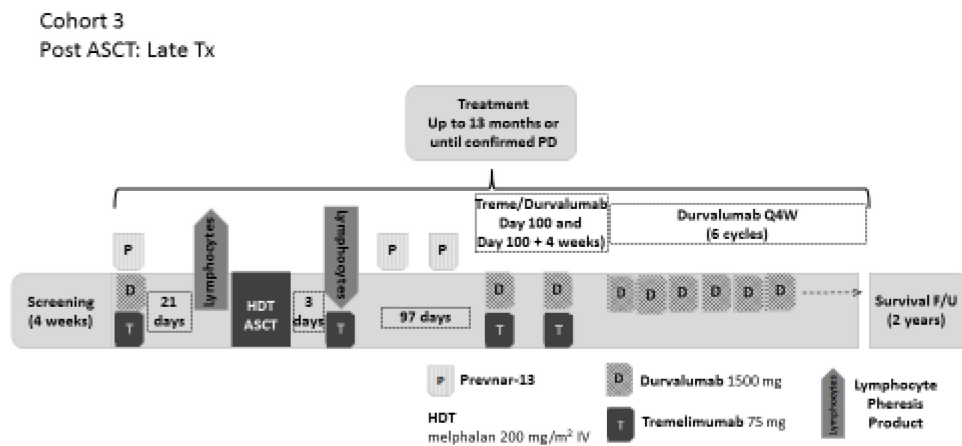 Cohort 3
Post ASCT: Late Tx
Treatment
Up to 13 months or
until confirmed PD
Treme/Durvalumab
Day 100 and
Day 100 + 4 weeks)
Durvalumab Q4W
(6 cycles)
P
Lymphocytes
Lymphocytes
P
P
Screening
(4 weeks)
D
T
21
days
HDT
ASCT
3
days
T
97 days
D
T
D
T
D
D
D
D
D
D
Survival F/U
(2 years)
P
Prevnar-13
D
Durvalumab 1500 mg
HDT
melphalan 200 mg/m² IV
T
Tremelimumab 75 mg
Lymphocytes
Lymphocyte
Pheresis
Product